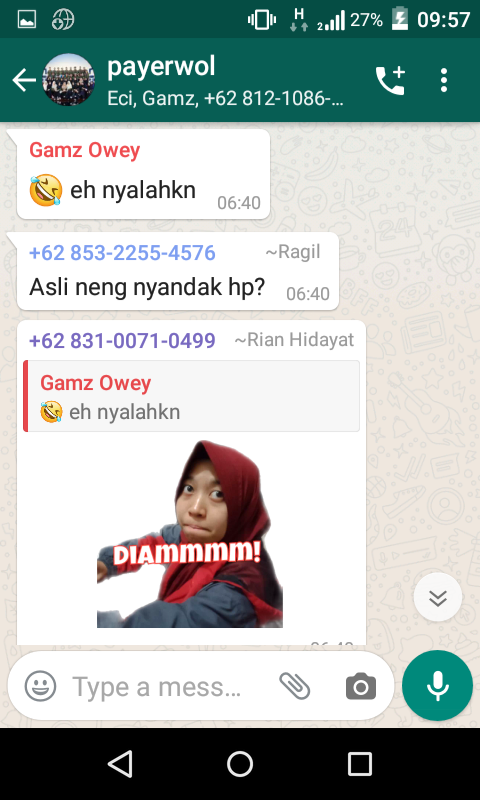 H
2
27%
09:57
payerwol
Eci, Gamz, +62 812-1086-...
Gamz Owey
🤣 eh nyalahkn
06:40
+62 853-2255-4576 ~Ragil
Asli neng nyandak hp? 06:40
+62 831-0071-0499 ~Rian Hidayat
Gamz Owey
🤣 eh nyalahkn
DIAMMMM!
Type a mess...